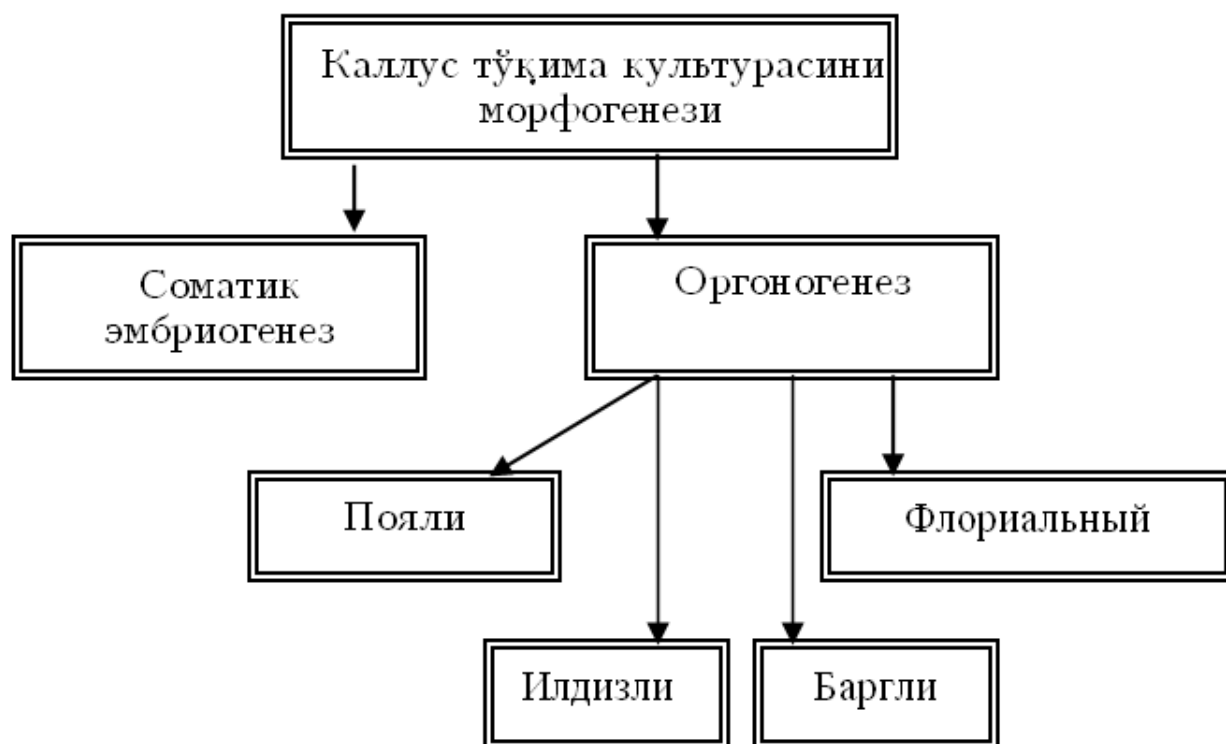 Каллус тўқима культурасини
морфогенези
Соматик
эмбриогенез
Оргоногенез
Пояли
Флориальный
Илдизли
Баргли